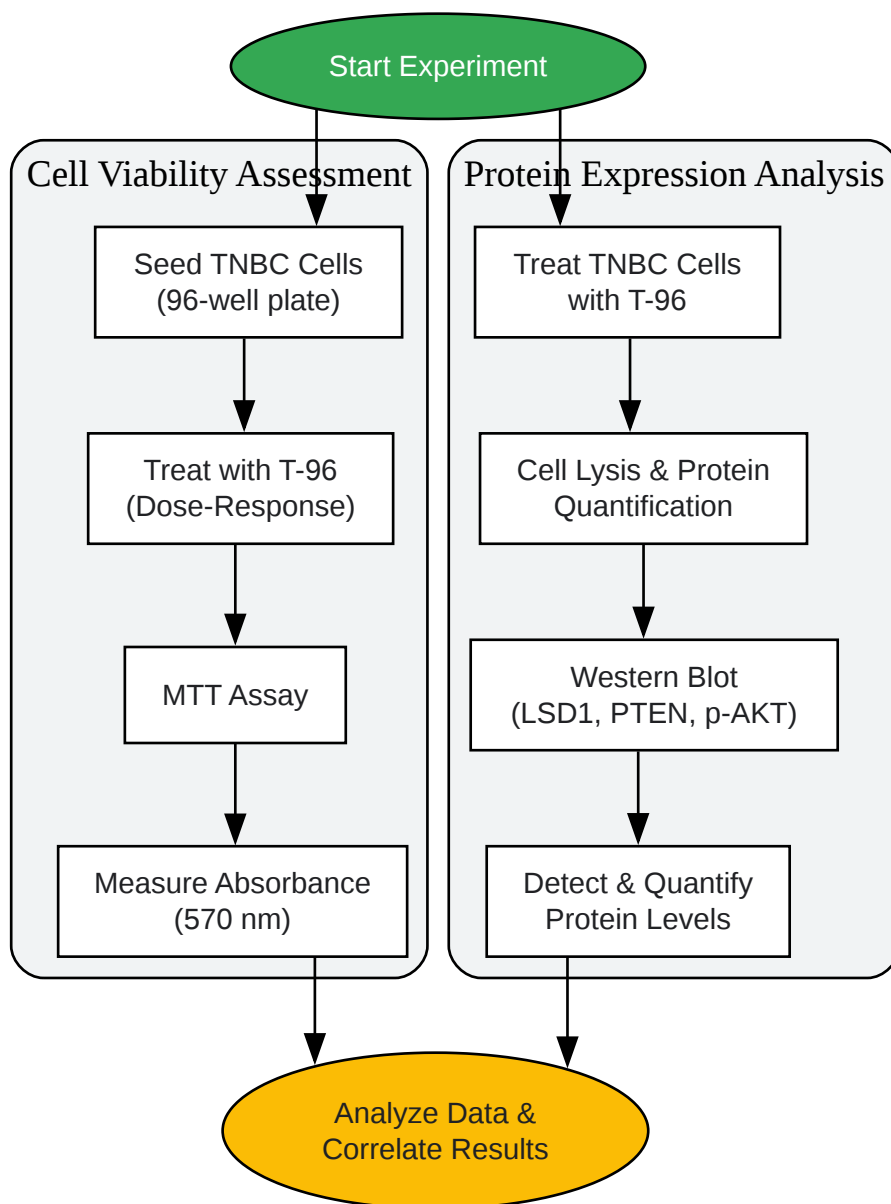 Start Experiment
Cell Viability Assessment
Seed TNBC Cells
(96-well plate)
Treat with T-96
(Dose-Response)
MTT Assay
Measure Absorbance
(570 nm)
Protein Expression Analysis
Treat TNBC Cells
with T-96
Cell Lysis & Protein
Quantification
Western Blot
(LSD1, PTEN, p-AKT)
Detect & Quantify
Protein Levels
Analyze Data &
Correlate Results